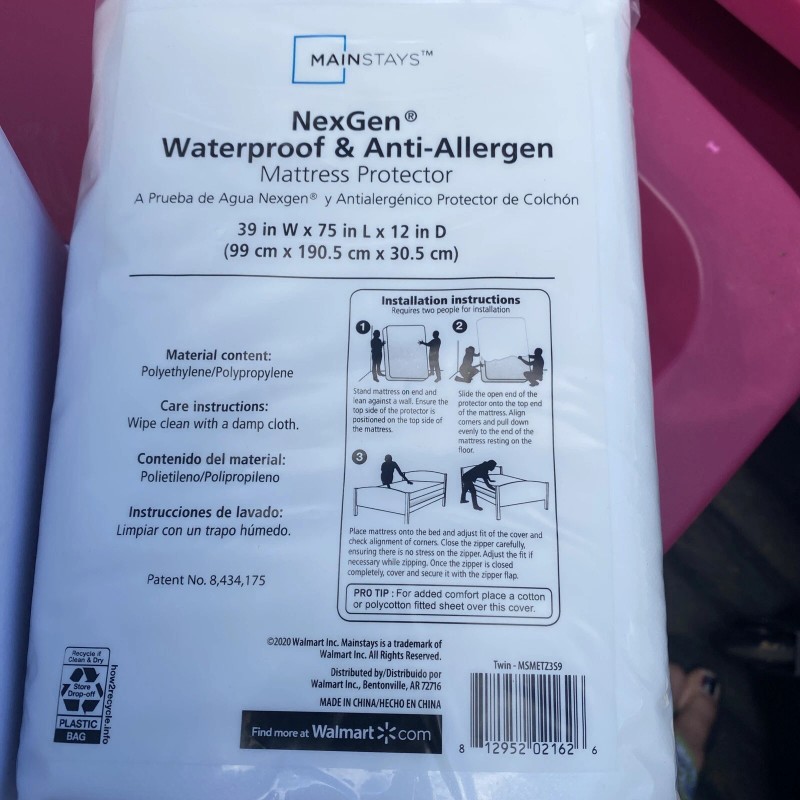 MAINSTAYS™
NexGen®
Waterproof & Anti-Allergen
Mattress Protector
A Prueba de Agua Nexgen® y Antialergénico Protector de Colchón
39 in W x 75 in L x 12 in D
(99 cm x 190.5 cm x 30.5 cm)
Material content:
Polyethylene/Polypropylene
Care instructions:
Wipe clean with a damp cloth.
Contenido del material:
Polietileno/Polipropileno
Instrucciones de lavado:
Limpiar con un trapo húmedo.
Patent No. 8,434,175
Installation instructions
Requires two people for installation
1
Stand mattress on end and
lean against a wall. Ensure the
top side of the protector is
positioned on the top side of
the mattress.
2
Slide the open end of the
protector onto the top end
of the mattress. Align
corners and pull down
evenly to the end of the
mattress resting on the
floor.
3
Place mattress onto the bed and adjust fit of the cover and
check alignment of corners. Close the zipper carefully,
ensuring there is no stress on the zipper. Adjust the fit if
necessary while zipping. Once the zipper is closed
completely, cover and secure it with the zipper flap.
PRO TIP : For added comfort place a cotton
or polycotton fitted sheet over this cover.
Recycle if
Clean & Dry
Store
Drop-off
PLASTIC
BAG
how2recycle.info
©2020 Walmart Inc. Mainstays is a trademark of
Walmart Inc. All Rights Reserved.
Distributed by/Distribuido por
Walmart Inc., Bentonville, AR 72716
MADE IN CHINA/HECHO EN CHINA
Find more at Walmart.com
Twin - MSMETZ3S9
8 12952 02162 6